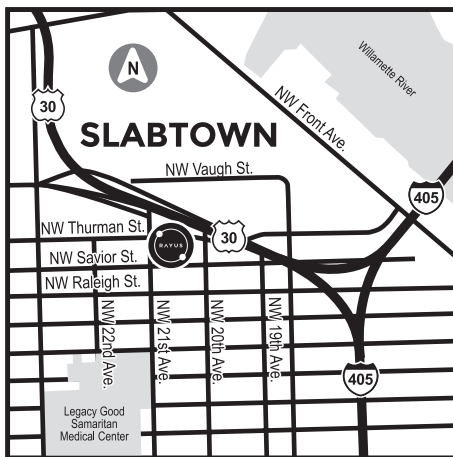 N
Willamette
River
30
NW Front Ave.
SLABTOWN
NW Vaugh St.
405
NW Thurman St.
30
RAYUS
NW Savior St.
NW Raleigh St.
NW 22nd Ave.
NW 21st Ave.
NW 20th Ave.
NW 19th Ave.
405
Legacy Good
Samaritan
Medical Center